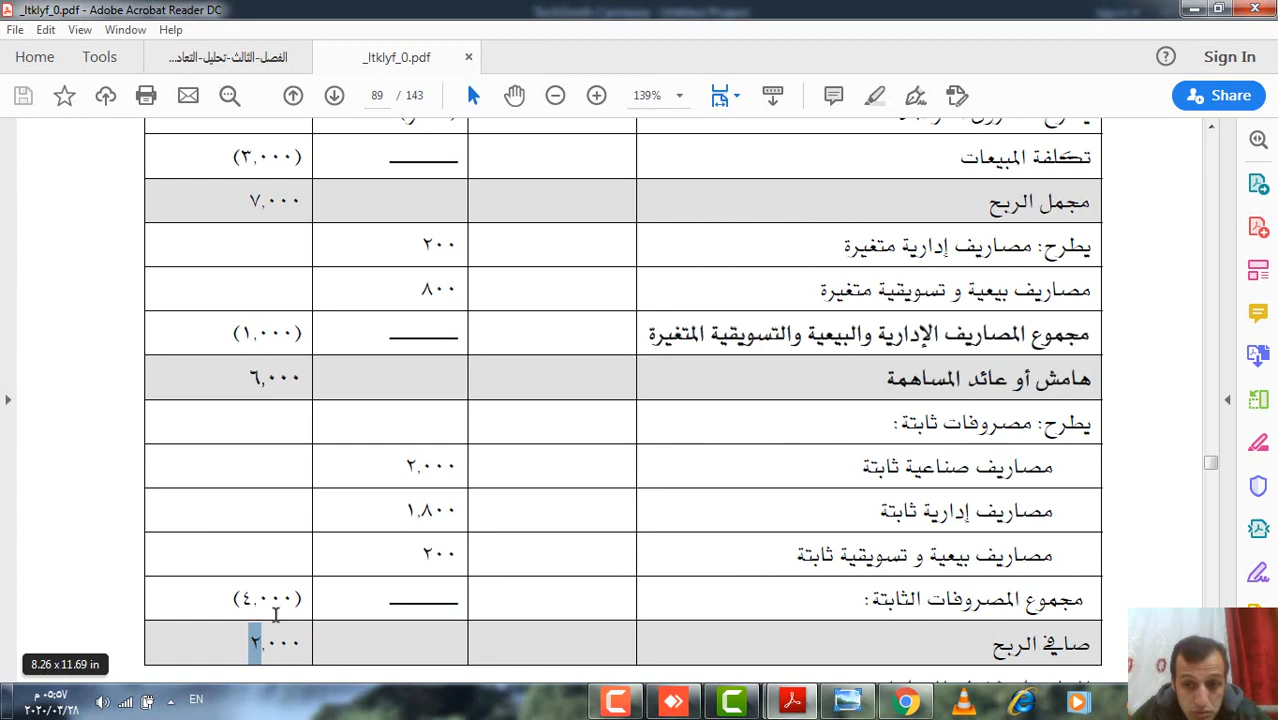 _ltklyf_0.pdf - Adobe Acrobat Reader DC
File Edit View Window Help
Home Tools الفصل-الثالث-تحليل-التعاد... _ltklyf_0.pdf × Sign In
89 / 143 139% Share
تكلفة المبيعات (٣,٠٠٠)
مجمل الربح ٧,٠٠٠
يطرح: مصاريف إدارية متغيرة ٢٠٠
مصاريف بيعية و تسويقية متغيرة ٨٠٠
مجموع المصاريف الإدارية والبيعية والتسويقية المتغيرة (١,٠٠٠)
هامش أو عائد المساهمة ٦,٠٠٠
يطرح: مصروفات ثابتة:
مصاريف صناعية ثابتة ٢,٠٠٠
مصاريف إدارية ثابتة ١,٨٠٠
مصاريف بيعية و تسويقية ثابتة ٢٠٠
مجموع المصروفات الثابتة: (٤,٠٠٠)
صافي الربح ٢,٠٠٠
8.26 x 11.69 in
EN ٠٥:٥٧ م
٢٠٢٠/٠٣/٢٨